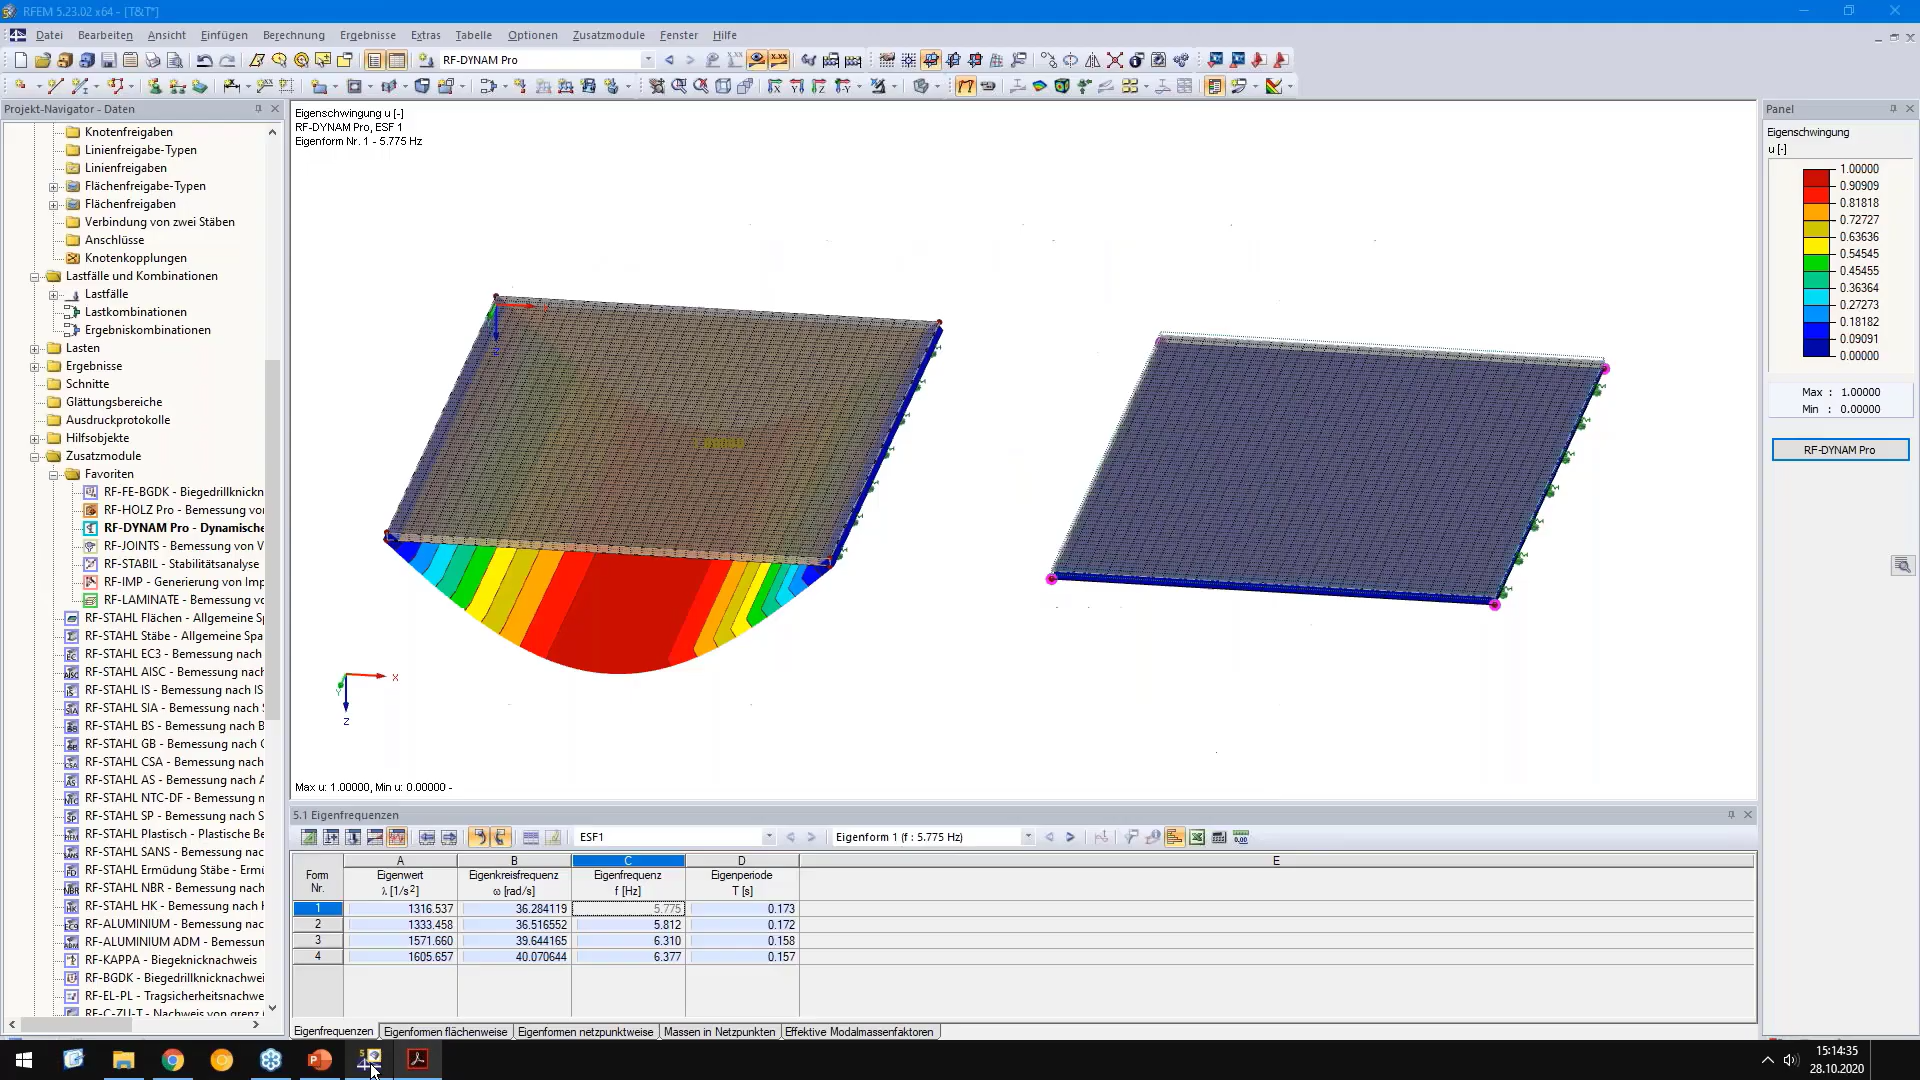 RFEM 5.23.02 x64 - [T&T*]
Datei Bearbeiten Ansicht Einfügen Berechnung Ergebnisse Extras Tabelle Optionen Zusatzmodule Fenster Hilfe
RF-DYNAM Pro
Projekt-Navigator - Daten
Knotenfreigaben
Linienfreigabe-Typen
Linienfreigaben
Flächenfreigabe-Typen
Flächenfreigaben
Verbindung von zwei Stäben
Anschlüsse
Knotenkopplungen
Lastfälle und Kombinationen
Lastfälle
Lastkombinationen
Ergebniskombinationen
Lasten
Ergebnisse
Schnitte
Glättungsbereiche
Ausdruckprotokolle
Hilfsobjekte
Zusatzmodule
Favoriten
RF-FE-BGDK - Biegedrillknickn
RF-HOLZ Pro - Bemessung vo
RF-DYNAM Pro - Dynamische
RF-JOINTS - Bemessung von V
RF-STABIL - Stabilitätsanalyse
RF-IMP - Generierung von Imp
RF-LAMINATE - Bemessung vo
RF-STAHL Flächen - Allgemeine Sp
RF-STAHL Stäbe - Allgemeine Spa
RF-STAHL EC3 - Bemessung nach
RF-STAHL AISC - Bemessung nach
RF-STAHL IS - Bemessung nach IS
RF-STAHL SIA - Bemessung nach
RF-STAHL BS - Bemessung nach B
RF-STAHL GB - Bemessung nach G
RF-STAHL CSA - Bemessung nach
RF-STAHL AS - Bemessung nach A
RF-STAHL NTC-DF - Bemessung n
RF-STAHL SP - Bemessung nach S
RF-STAHL Plastisch - Plastische Be
RF-STAHL SANS - Bemessung nach
RF-STAHL Ermüdung Stäbe - Ermü
RF-STAHL NBR - Bemessung nach
RF-STAHL HK - Bemessung nach H
RF-ALUMINIUM - Bemessung nach
RF-ALUMINIUM ADM - Bemessun
RF-KAPPA - Biegeknicknachweis
RF-BGDK - Biegedrillknicknachwei
RF-EL-PL - Tragsicherheitsnachwe
RF-C-ZU-T - Nachweis von grenz
Eigenschwingung u [-]
RF-DYNAM Pro, ESF 1
Eigenform Nr. 1 - 5.775 Hz
X
Y
Z
Max u: 1.00000, Min u: 0.00000 -
Panel
Eigenschwingung
u [-]
1.00000
0.90909
0.81818
0.72727
0.63636
0.54545
0.45455
0.36364
0.27273
0.18182
0.09091
0.00000
Max : 1.00000
Min : 0.00000
RF-DYNAM Pro
5.1 Eigenfrequenzen
ESF1
Eigenform 1 (f : 5.775 Hz)
A B C D E
Form Nr. Eigenwert λ [1/s²] Eigenkreisfrequenz ω [rad/s] Eigenfrequenz f [Hz] Eigenperiode T [s]
1 1316.537 36.284119 5.775 0.173
2 1333.458 36.516552 5.812 0.172
3 1571.660 39.644165 6.310 0.158
4 1605.657 40.070644 6.377 0.157
Eigenfrequenzen Eigenformen flächenweise Eigenformen netzpunktweise Massen in Netzpunkten Effektive Modalmassenfaktoren
15:14:35
28.10.2020